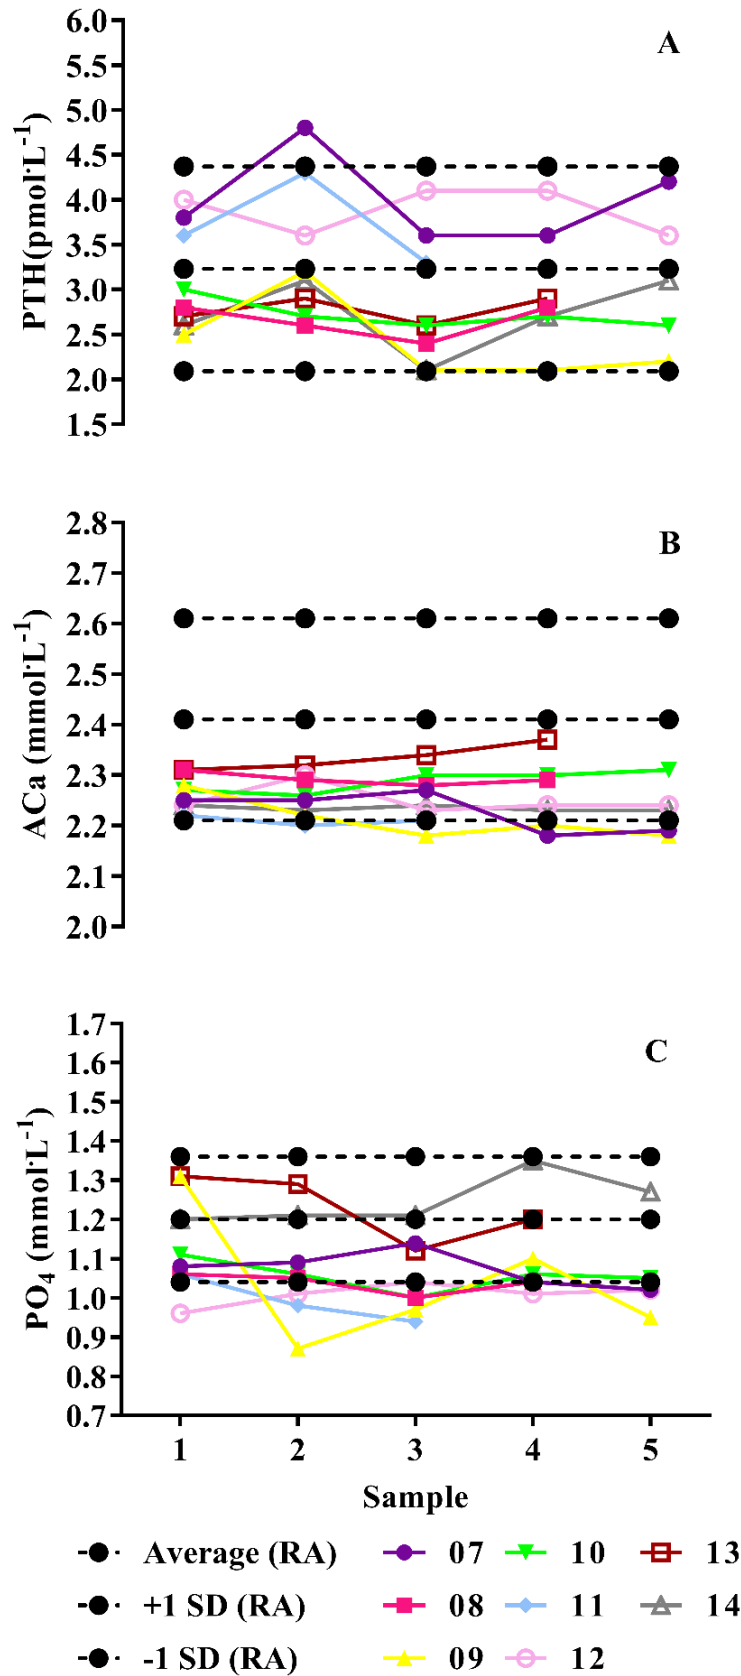 A
PTH(pmol·L⁻¹)
6.0
5.5
5.0
4.5
4.0
3.5
3.0
2.5
2.0
1.5
B
ACa (mmol·L⁻¹)
2.8
2.7
2.6
2.5
2.4
2.3
2.2
2.1
2.0
C
PO₄ (mmol·L⁻¹)
1.7
1.6
1.5
1.4
1.3
1.2
1.1
1.0
0.9
0.8
0.7
1 2 3 4 5
Sample
Average (RA) 07 10 13
+1 SD (RA) 08 11 14
-1 SD (RA) 09 12